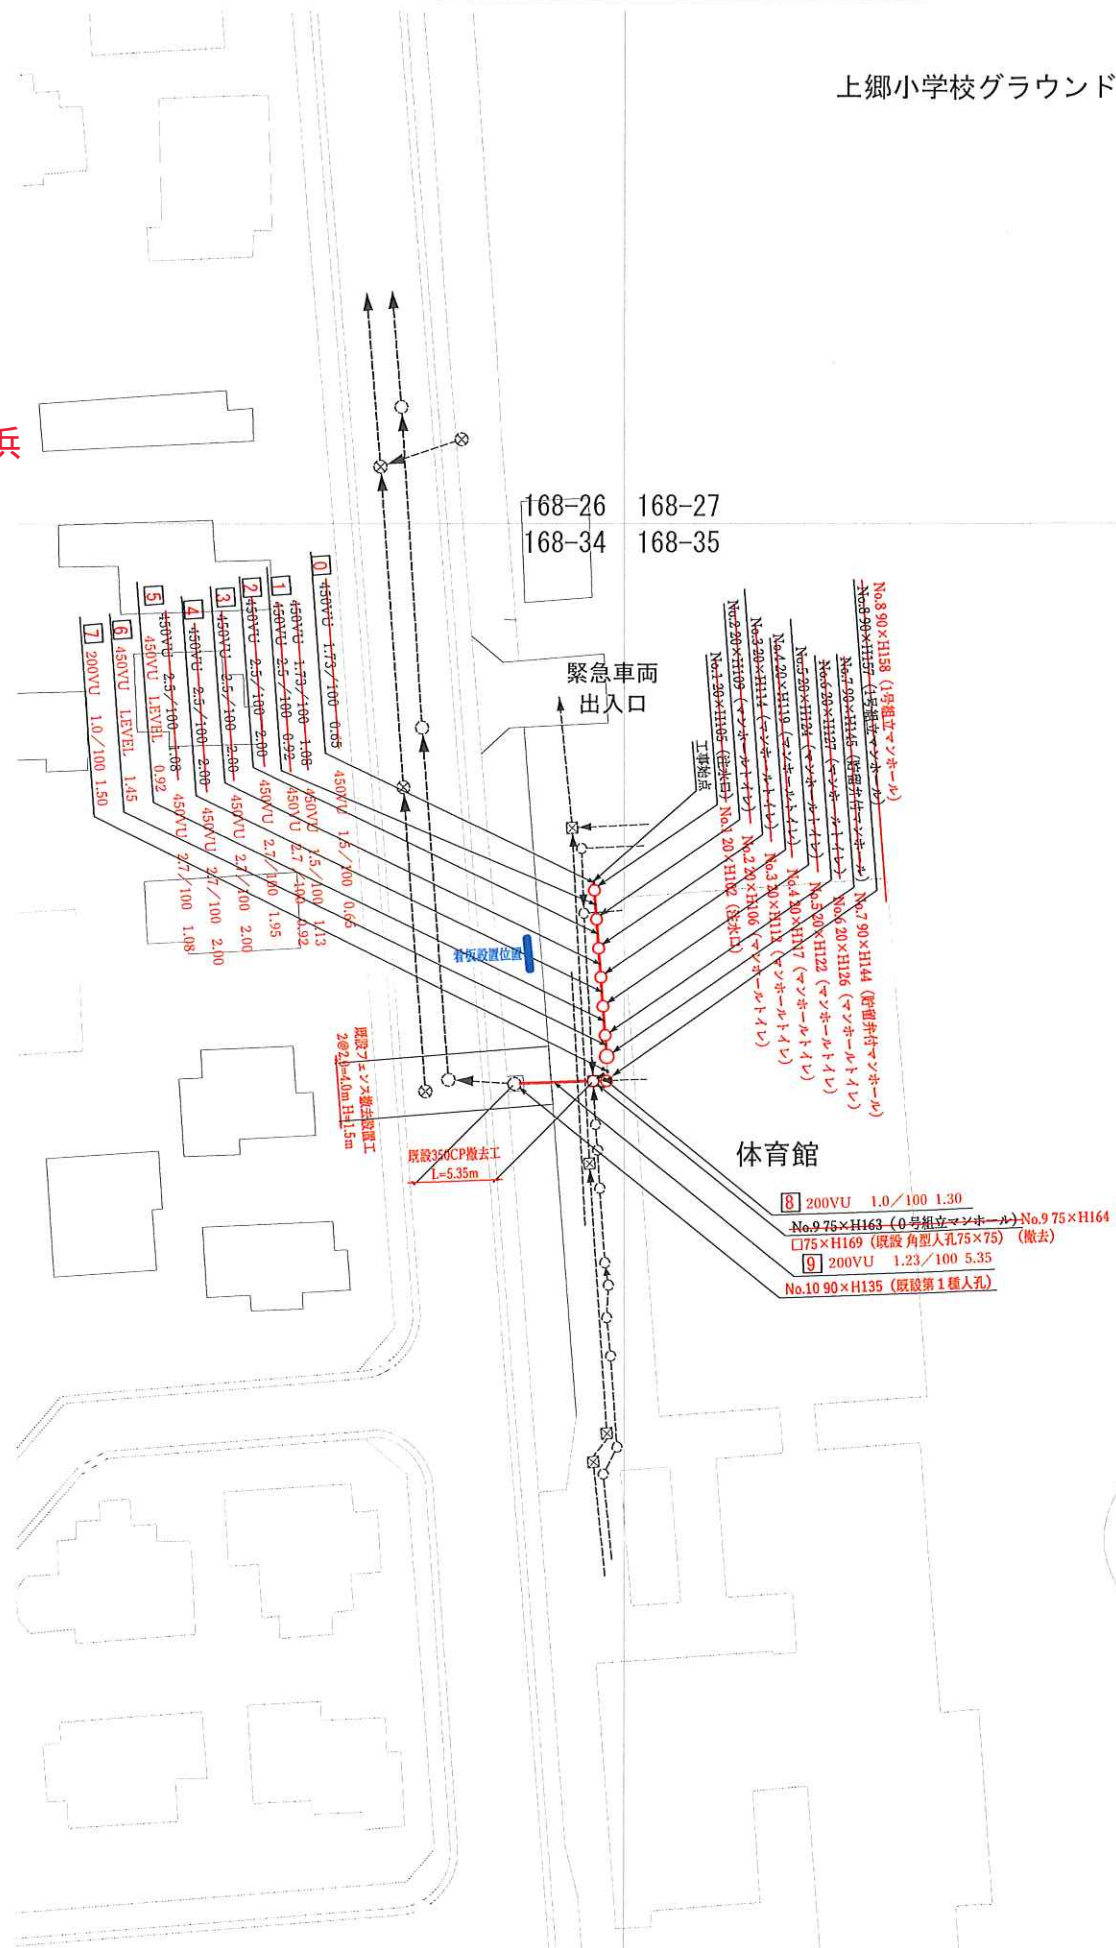 上郷小学校グラウンド
浜
168-26 168-27
168-34 168-35
緊急車両
出入口
0 450VU 1.73/100 0.65 450VU 1.5/100 0.65
1 450VU 1.73/100 1.08 450VU 1.5/100 1.13
450VU 2.5/100 0.92 450VU 2.7/100 0.92
2 450VU 2.5/100 2.00 450VU 2.7/100 1.95
3 450VU 2.5/100 2.00 450VU 2.7/100 2.00
4 450VU 2.5/100 2.00 450VU 2.7/100 2.00
5 450VU 2.5/100 1.08 450VU 2.7/100 1.08
450VU LEVEL 0.92
6 450VU LEVEL 1.45
7 200VU 1.0/100 1.50
工事始点
No.1 20×H105 (注水口) No.1 20×H102 (注水口)
No.2 20×H109 (マンホールトイレ) No.2 20×H106 (マンホールトイレ)
No.3 20×H114 (マンホールトイレ) No.3 20×H112 (マンホールトイレ)
No.4 20×H119 (マンホールトイレ) No.4 20×H117 (マンホールトイレ)
No.5 20×H124 (マンホールトイレ) No.5 20×H122 (マンホールトイレ)
No.6 20×H127 (マンホールトイレ) No.6 20×H126 (マンホールトイレ)
No.7 90×H145 (貯留弁付マンホール) No.7 90×H144 (貯留弁付マンホール)
No.8 90×H157 (1号組立マンホール)
No.8 90×H158 (1号組立マンホール)
看板設置位置
既設フェンス撤去設置工
2@2.0=4.0m H=1.5m
既設350CP撤去工
L=5.35m
体育館
8 200VU 1.0/100 1.30
No.9 75×H163 (0号組立マンホール) No.9 75×H164
□75×H169 (既設 角型人孔75×75) (撤去)
9 200VU 1.23/100 5.35
No.10 90×H135 (既設第1種人孔)